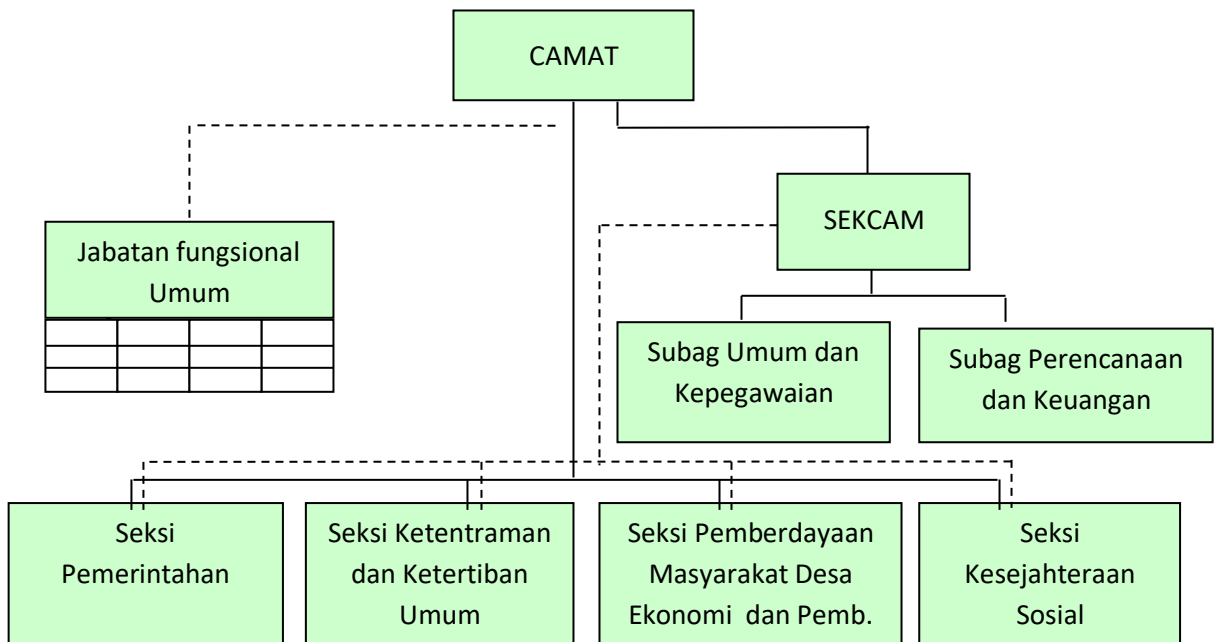 CAMAT
SEKCAM
Jabatan fungsional
Umum
Subag Umum dan
Kepegawaian
Subag Perencanaan
dan Keuangan
Seksi
Pemerintahan
Seksi Ketentraman
dan Ketertiban
Umum
Seksi Pemberdayaan
Masyarakat Desa
Ekonomi dan Pemb.
Seksi
Kesejahteraan
Sosial